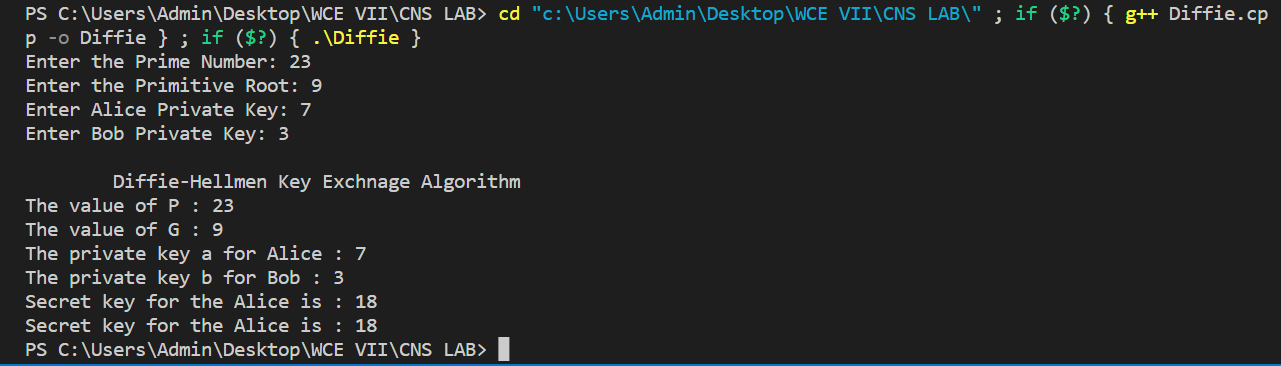 PS C:\Users\Admin\Desktop\WCE VII\CNS LAB> cd "c:\Users\Admin\Desktop\WCE VII\CNS LAB\" ; if ($?) { g++ Diffie.cp
p -o Diffie } ; if ($?) { .\Diffie }
Enter the Prime Number: 23
Enter the Primitive Root: 9
Enter Alice Private Key: 7
Enter Bob Private Key: 3
Diffie-Hellmen Key Exchnage Algorithm
The value of P : 23
The value of G : 9
The private key a for Alice : 7
The private key b for Bob : 3
Secret key for the Alice is : 18
Secret key for the Alice is : 18
PS C:\Users\Admin\Desktop\WCE VII\CNS LAB>